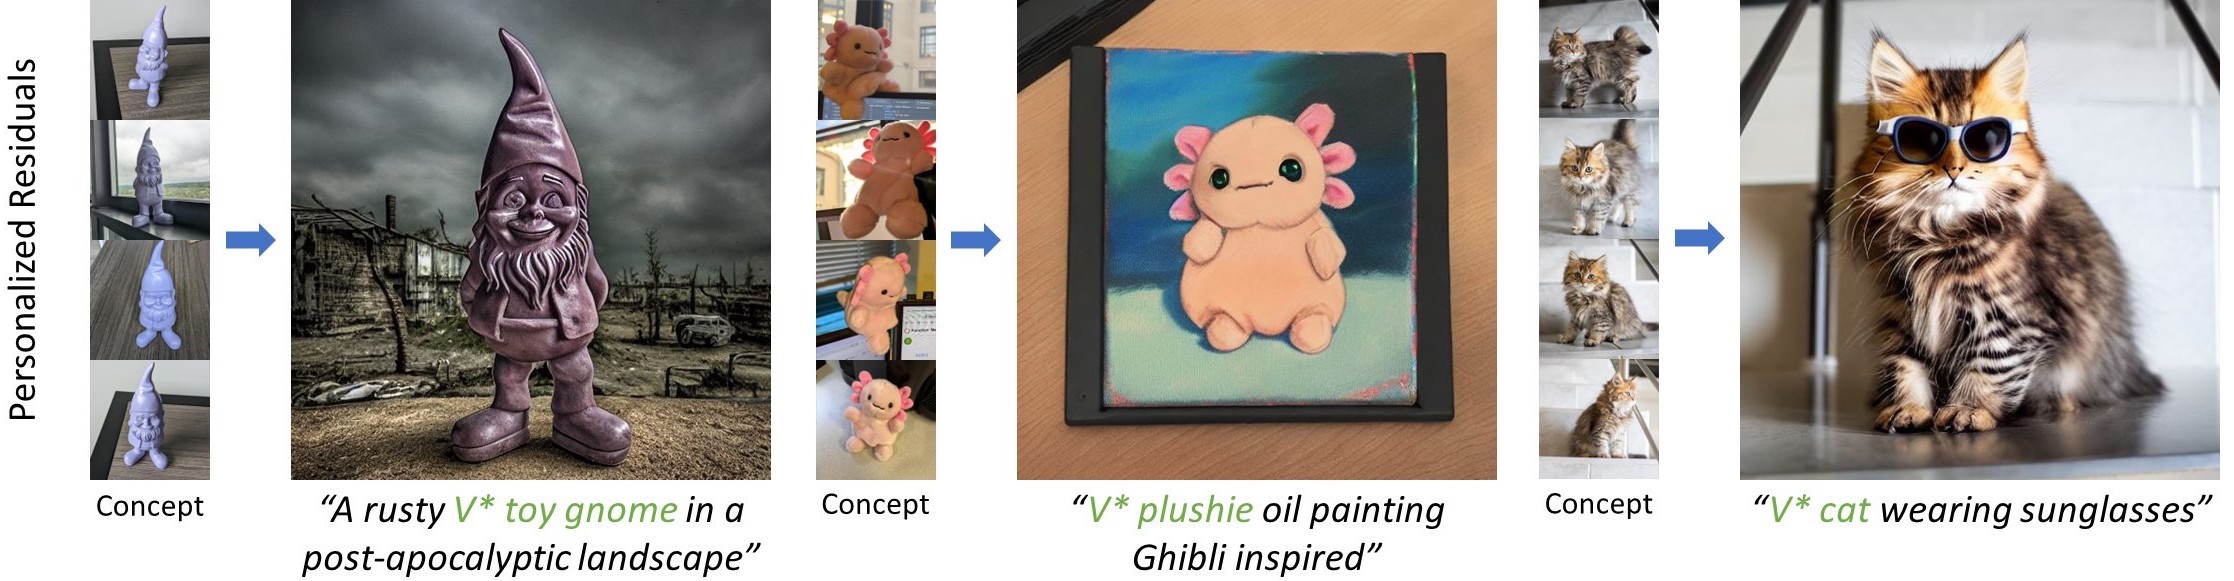 Personalized Residuals
Concept
“A rusty V* toy gnome in a
post-apocalyptic landscape”
Concept
“V* plushie oil painting
Ghibli inspired”
Concept
“V* cat wearing sunglasses”